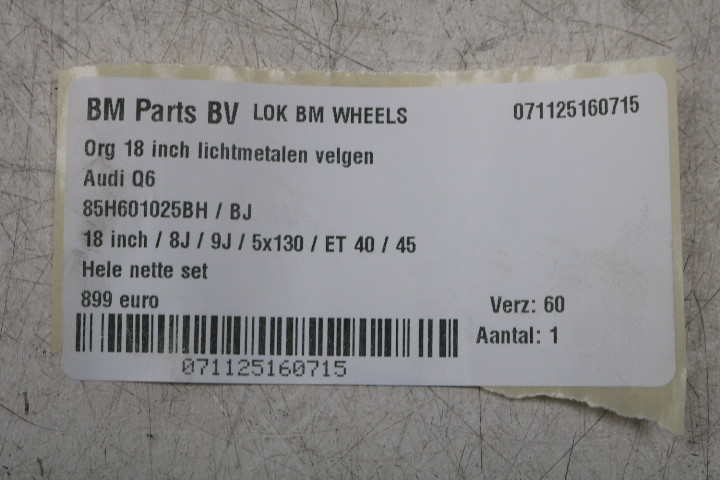 BM Parts BV LOK BM WHEELS 071125160715
Org 18 inch lichtmetalen velgen
Audi Q6
85H601025BH / BJ
18 inch / 8J / 9J / 5x130 / ET 40 / 45
Hele nette set
899 euro Verz: 60
Aantal: 1
071125160715